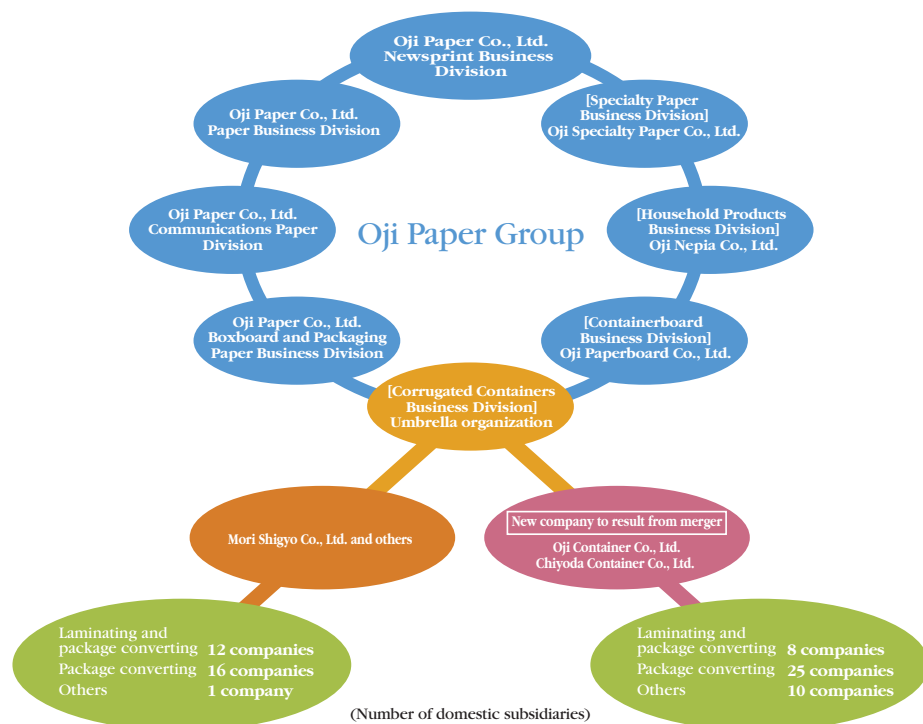 Oji Paper Co., Ltd.
Newsprint Business
Division
Oji Paper Co., Ltd.
Paper Business Division
[Specialty Paper
Business Division]
Oji Specialty Paper Co., Ltd.
Oji Paper Co., Ltd.
Communications Paper
Division
Oji Paper Group
[Household Products
Business Division]
Oji Nepia Co., Ltd.
Oji Paper Co., Ltd.
Boxboard and Packaging
Paper Business Division
[Containerboard
Business Division]
Oji Paperboard Co., Ltd.
[Corrugated Containers
Business Division]
Umbrella organization
Mori Shigyo Co., Ltd. and others
New company to result from merger
Oji Container Co., Ltd.
Chiyoda Container Co., Ltd.
Laminating and
package converting 12 companies
Package converting 16 companies
Others 1 company
Laminating and
package converting 8 companies
Package converting 25 companies
Others 10 companies
(Number of domestic subsidiaries)